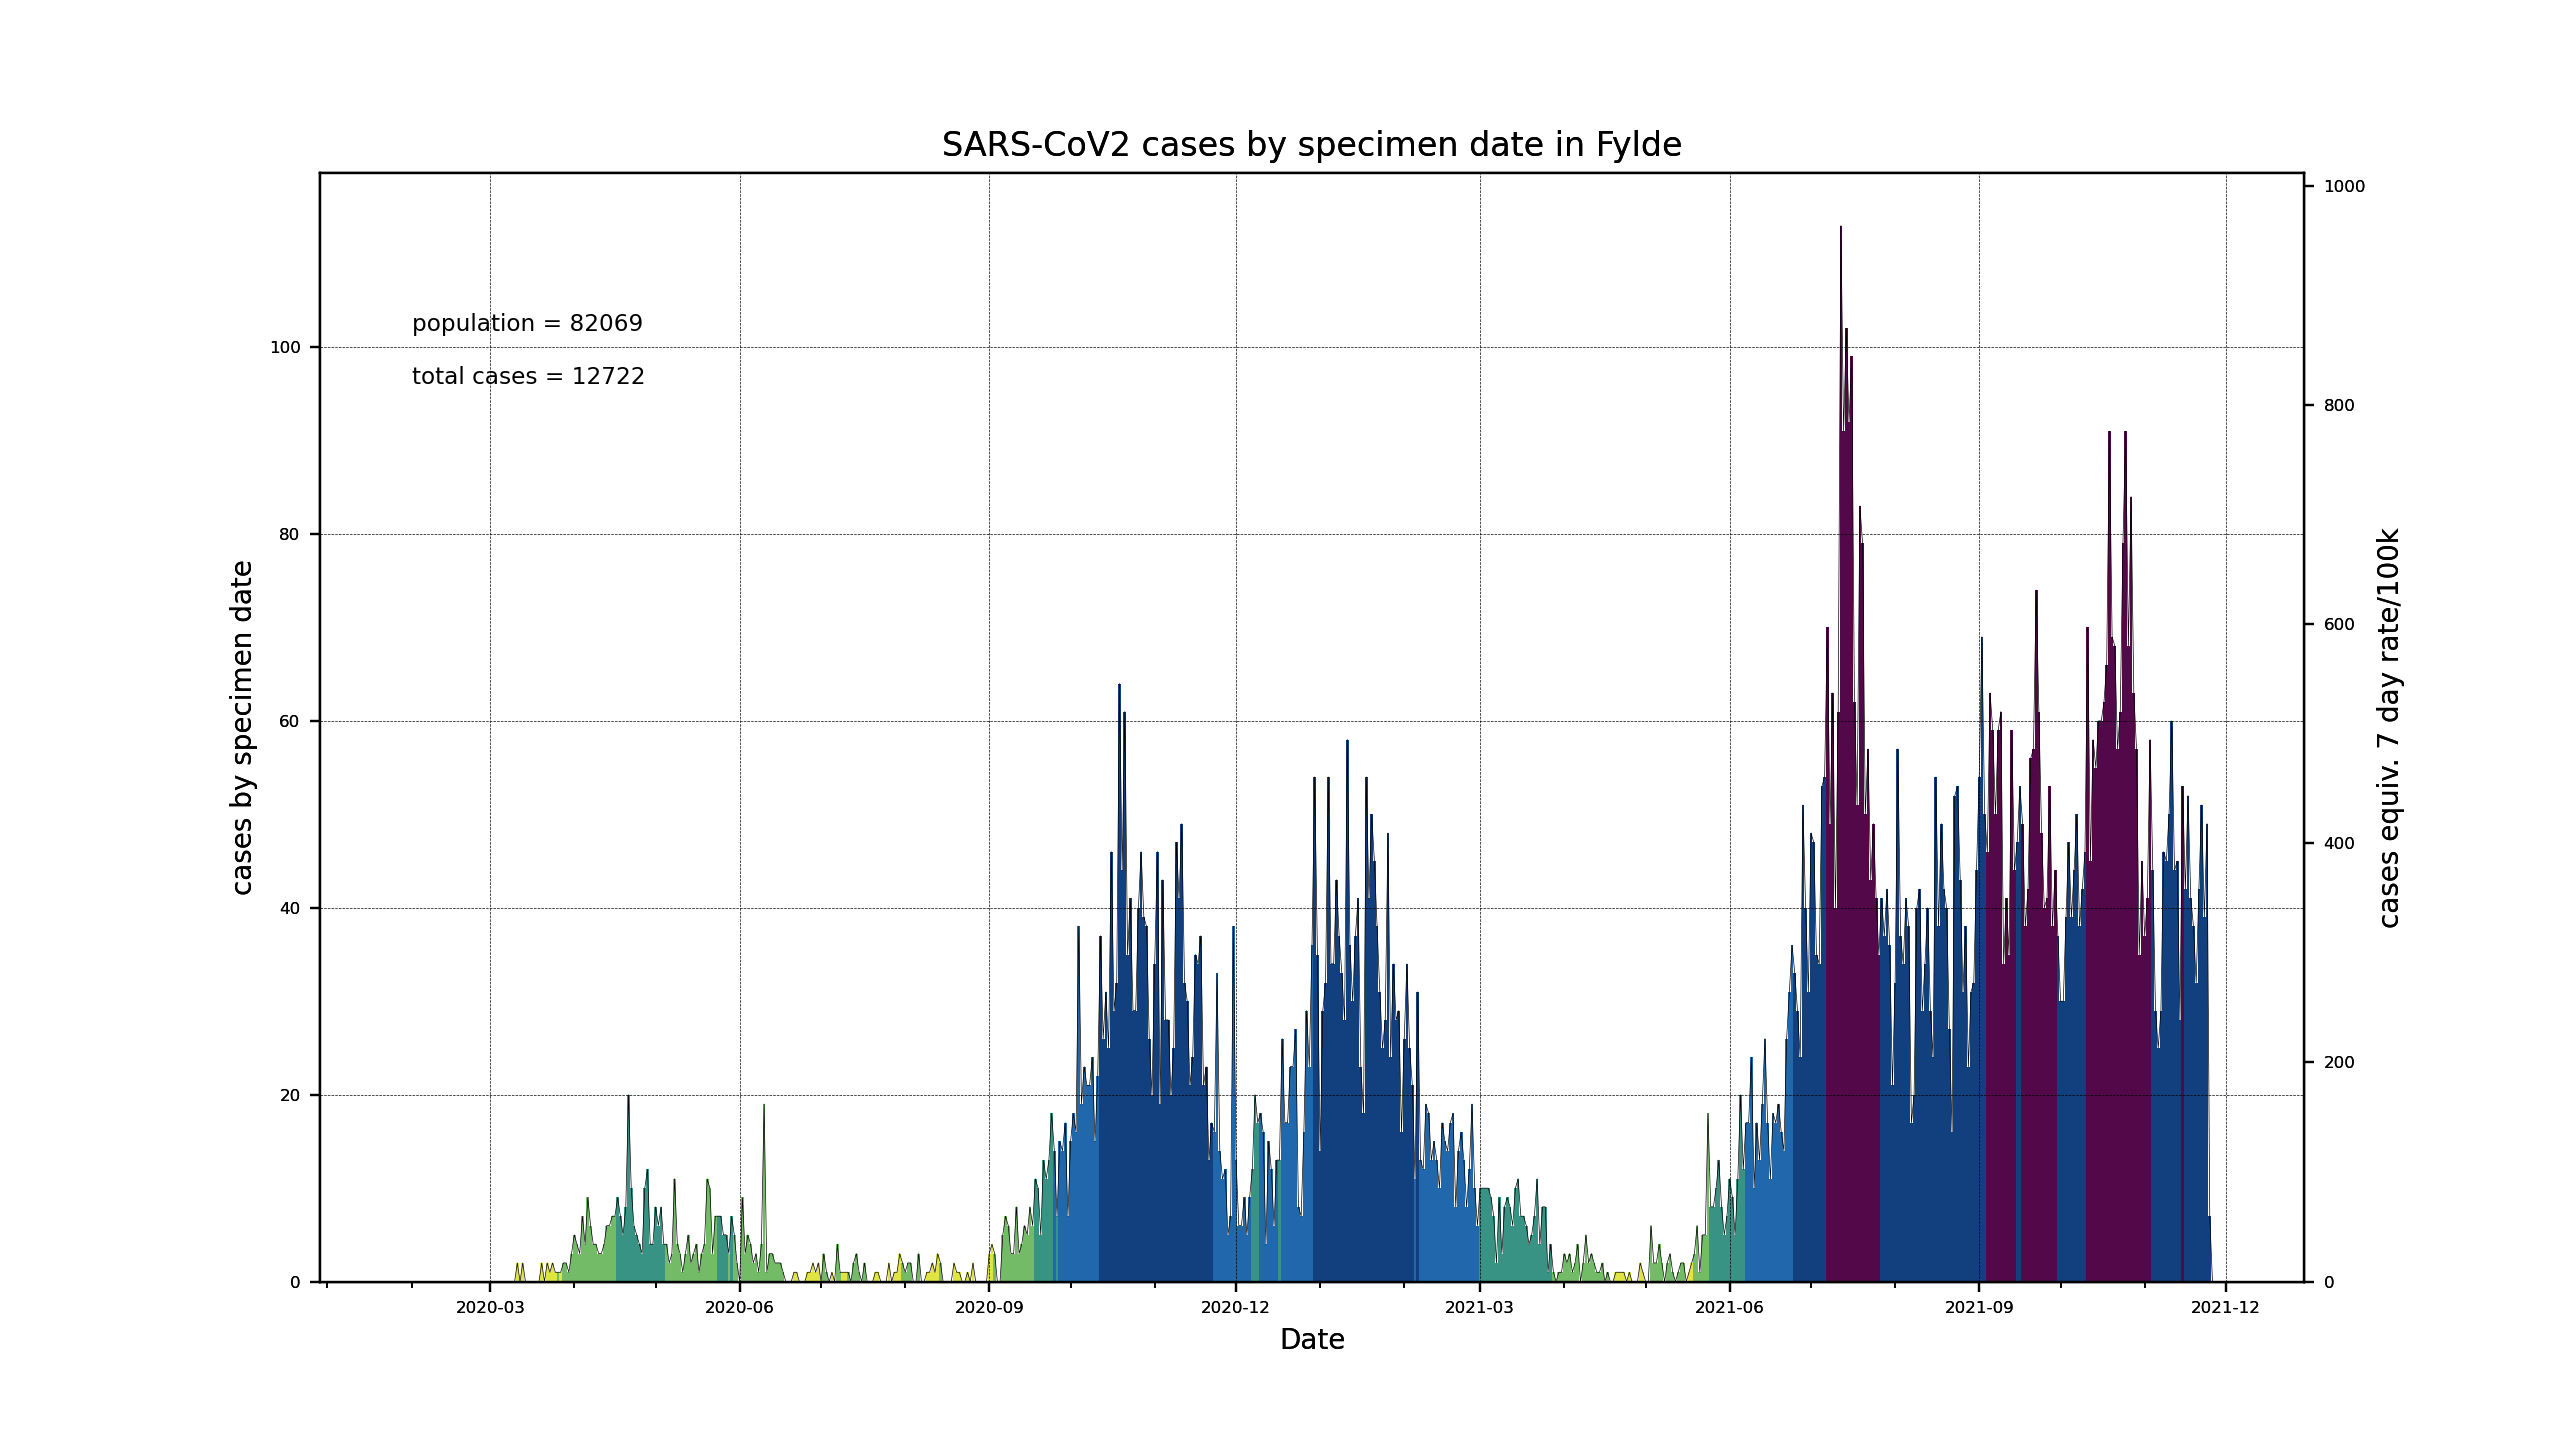 SARS-CoV2 cases by specimen date in Fylde
population = 82069
total cases = 12722
cases by specimen date
100
80
60
40
20
0
1000
800
600
400
200
0
cases equiv. 7 day rate/100k
2020-03 2020-06 2020-09 2020-12 2021-03 2021-06 2021-09 2021-12
Date